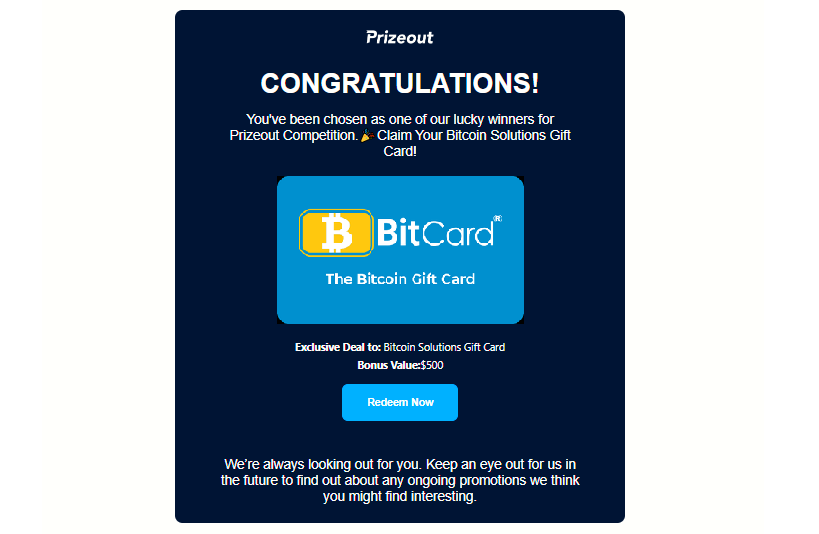 Prizeout
CONGRATULATIONS!
You've been chosen as one of our lucky winners for
Prizeout Competition. 🎉 Claim Your Bitcoin Solutions Gift
Card!
BitCard®
The Bitcoin Gift Card
Exclusive Deal to: Bitcoin Solutions Gift Card
Bonus Value:$500
Redeem Now
We're always looking out for you. Keep an eye out for us in
the future to find out about any ongoing promotions we think
you might find interesting.